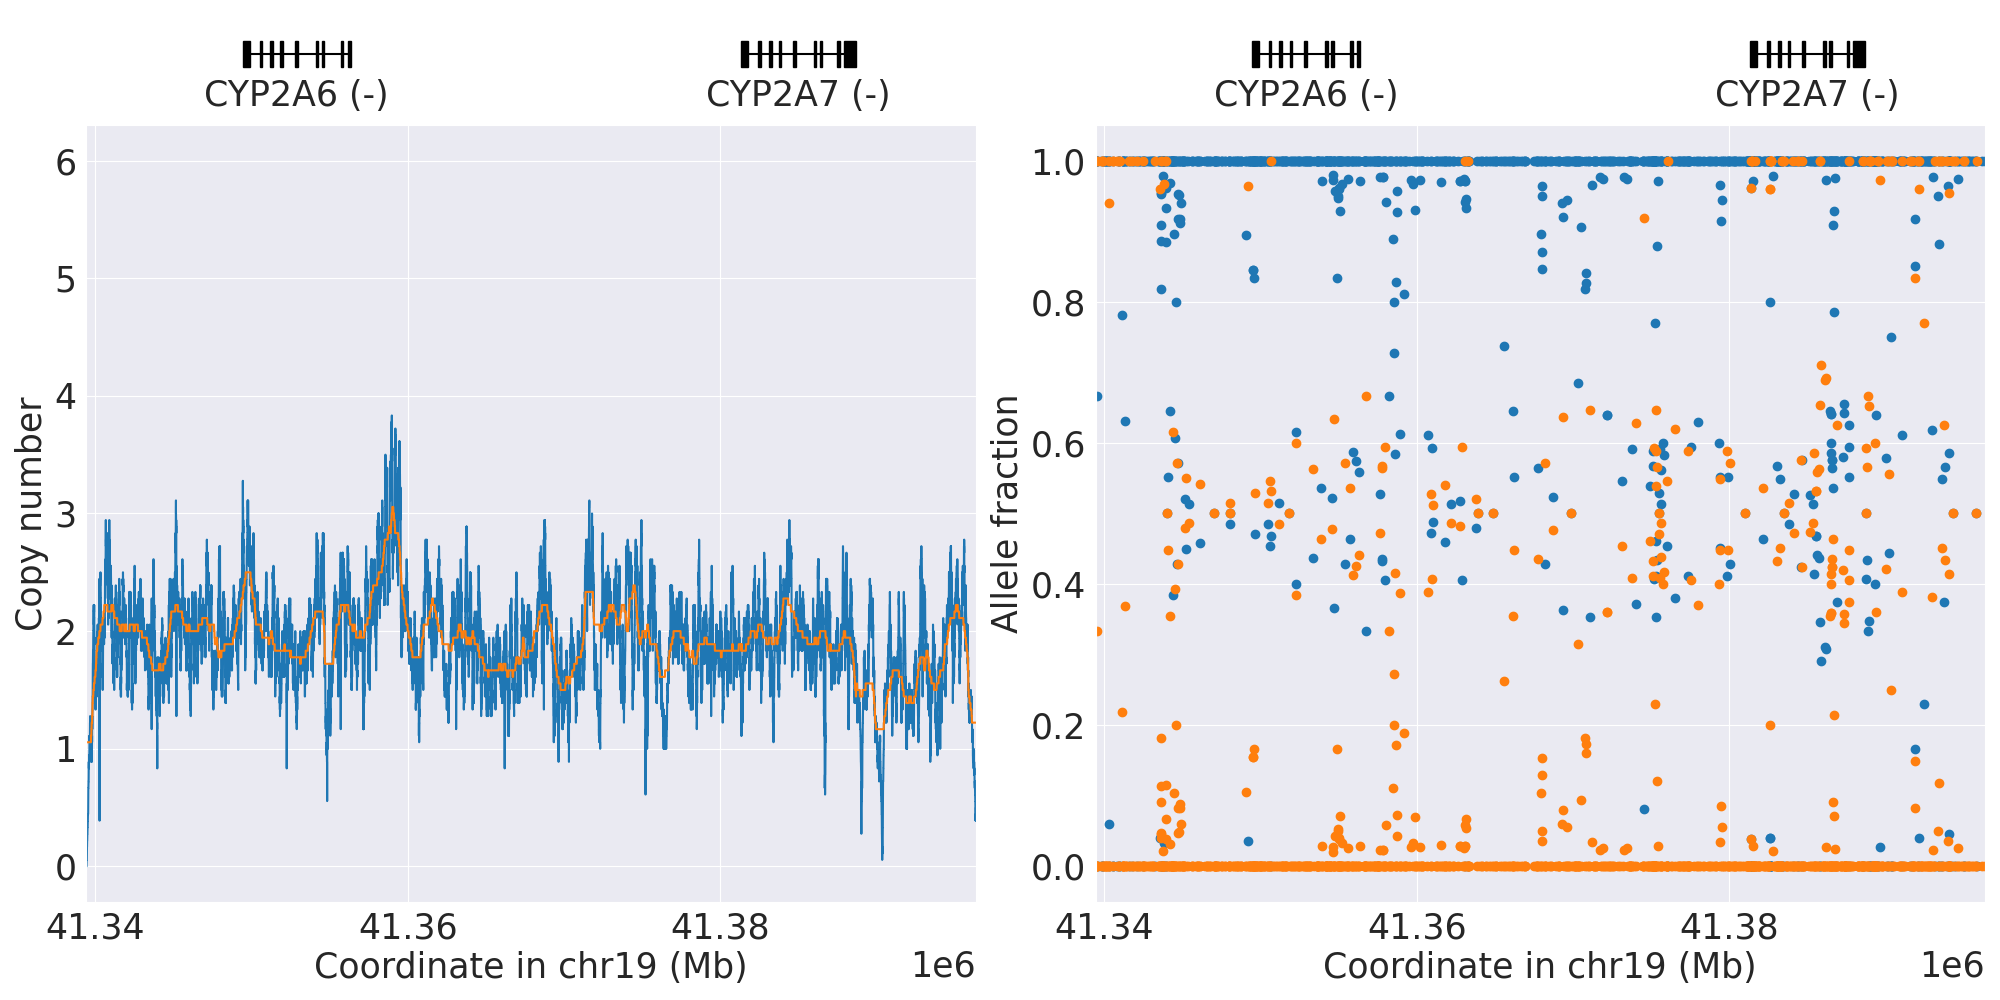 CYP2A6 (-)
CYP2A7 (-)
6
5
4
3
2
1
0
Copy number
41.34
41.36
41.38
Coordinate in chr19 (Mb)
1e6
CYP2A6 (-)
CYP2A7 (-)
1.0
0.8
0.6
0.4
0.2
0.0
Allele fraction
41.34
41.36
41.38
Coordinate in chr19 (Mb)
1e6